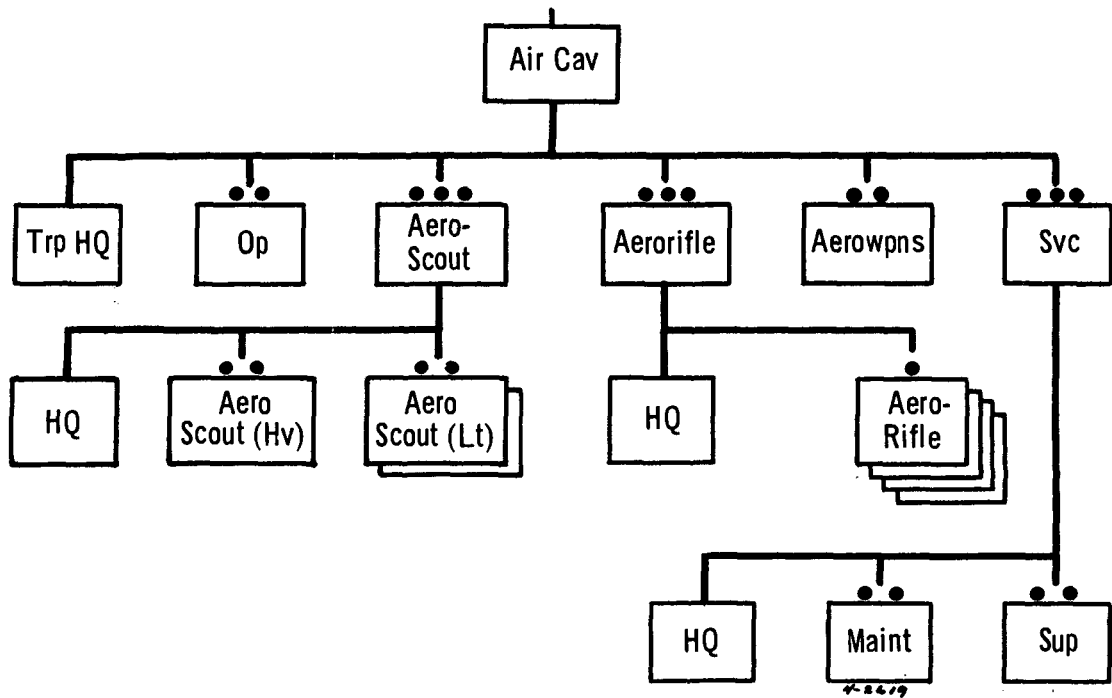 Air Cav
Trp HQ
Op
Aero-
Scout
Aerorifle
Aerowpns
Svc
HQ
Aero
Scout (Hv)
Aero
Scout (Lt)
HQ
Aero-
Rifle
HQ
Maint
Sup